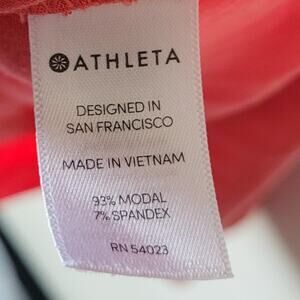 ATHLETA
DESIGNED IN
SAN FRANCISCO
MADE IN VIETNAM
93% MODAL
7% SPANDEX
RN 54023